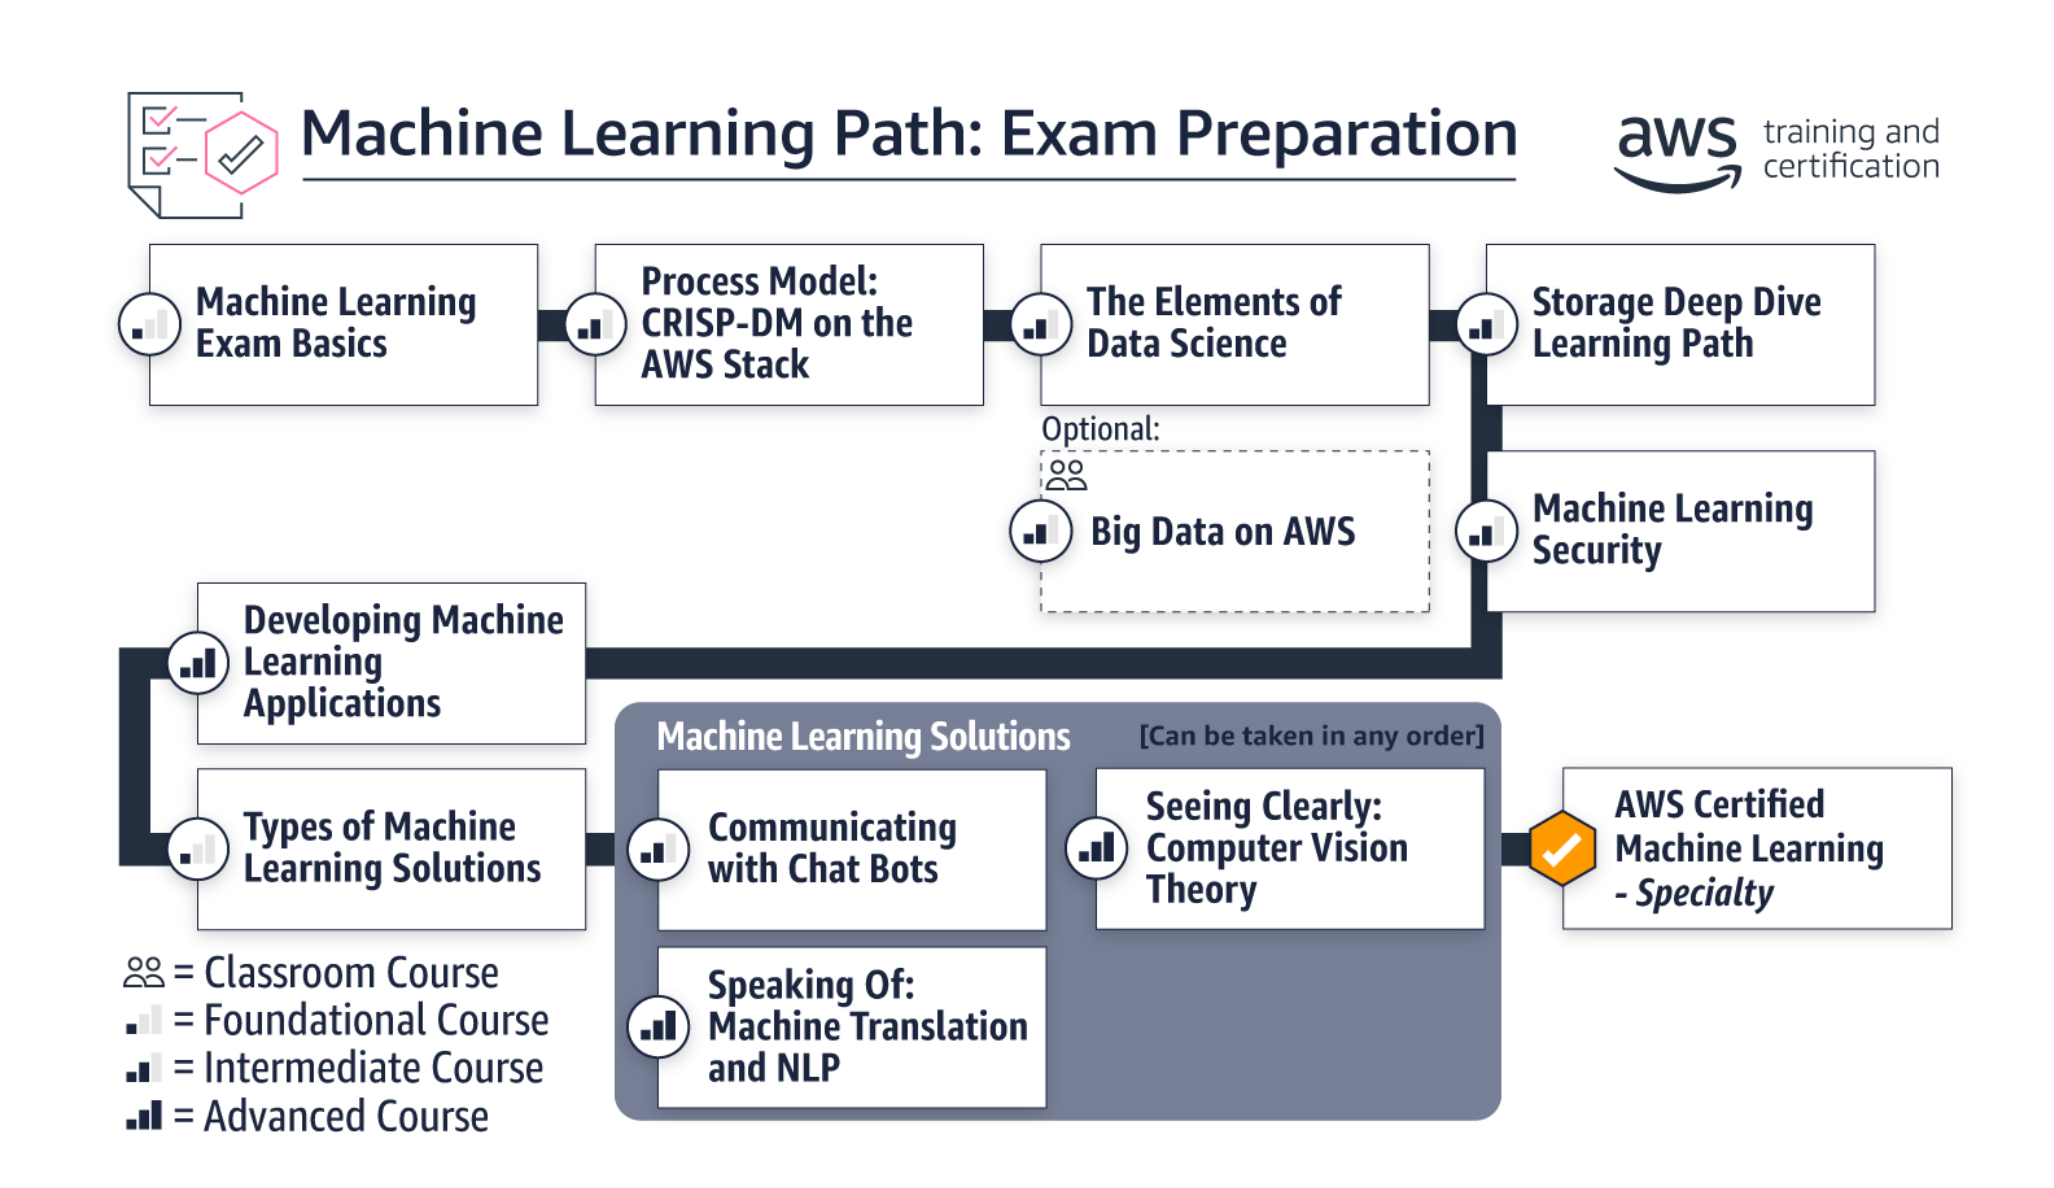 Machine Learning Path: Exam Preparation
aws training and
certification
Machine Learning
Exam Basics
Process Model:
CRISP-DM on the
AWS Stack
The Elements of
Data Science
Storage Deep Dive
Learning Path
Optional:
Big Data on AWS
Machine Learning
Security
Developing Machine
Learning
Applications
Types of Machine
Learning Solutions
Machine Learning Solutions
[Can be taken in any order]
Communicating
with Chat Bots
Seeing Clearly:
Computer Vision
Theory
Speaking Of:
Machine Translation
and NLP
AWS Certified
Machine Learning
- Specialty
= Classroom Course
= Foundational Course
= Intermediate Course
= Advanced Course